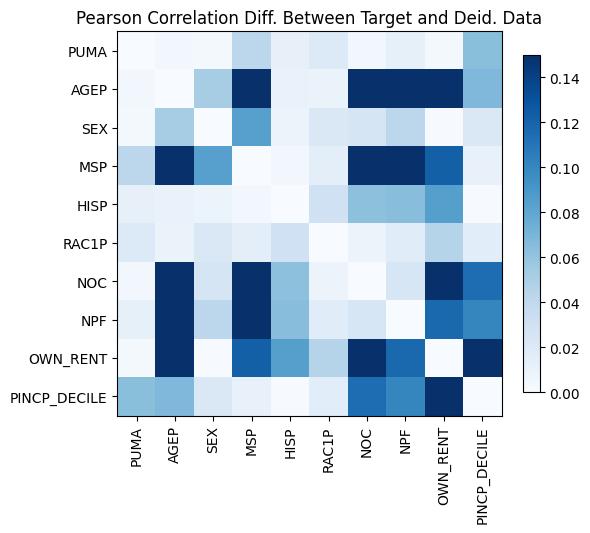 Pearson Correlation Diff. Between Target and Deid. Data
PUMA
AGEP
SEX
MSP
HISP
RAC1P
NOC
NPF
OWN_RENT
PINCP_DECILE
PUMA
AGEP
SEX
MSP
HISP
RAC1P
NOC
NPF
OWN_RENT
PINCP_DECILE
0.14
0.12
0.10
0.08
0.06
0.04
0.02
0.00